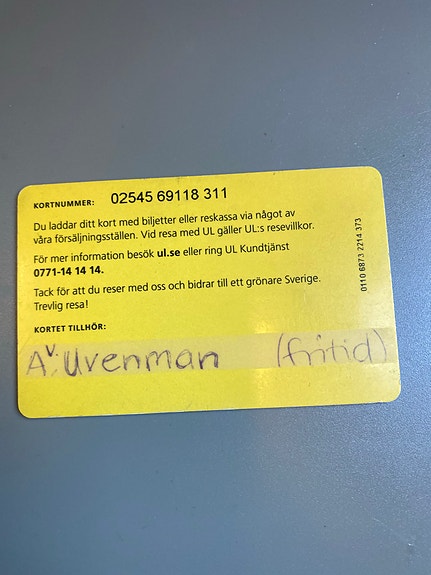 KORTNUMMER: 02545 69118 311
Du laddar ditt kort med biljetter eller reskassa via något av
våra försäljningsställen. Vid resa med UL gäller UL:s resevillkor.
För mer information besök ul.se eller ring UL Kundtjänst
0771-14 14 14.
Tack för att du reser med oss och bidrar till ett grönare Sverige.
Trevlig resa!
KORTET TILLHÖR:
Av: Uvenman (fritid)
0110 6873 2214 373